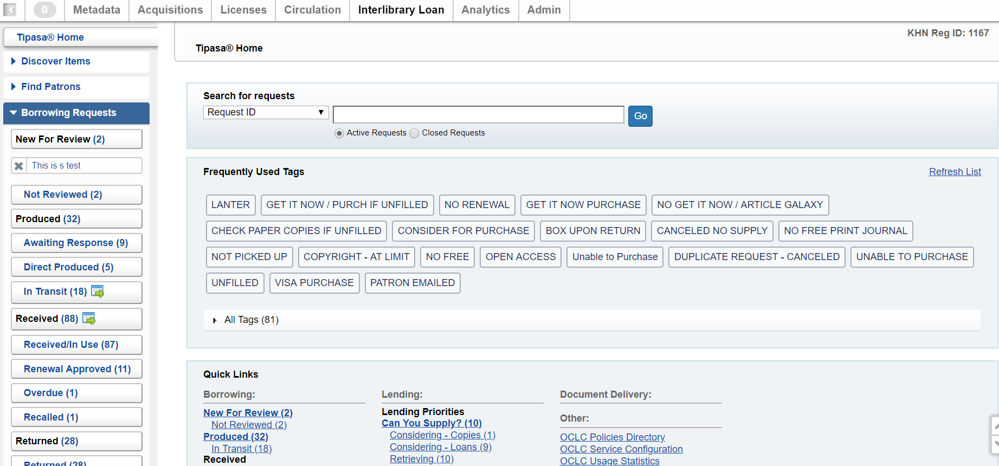 0 Metadata Acquisitions Licenses Circulation Interlibrary Loan Analytics Admin
Tipasa® Home
Discover Items
Find Patrons
Borrowing Requests
New For Review (2)
This is s test
Not Reviewed (2)
Produced (32)
Awaiting Response (9)
Direct Produced (5)
In Transit (18)
Received (88)
Received/In Use (87)
Renewal Approved (11)
Overdue (1)
Recalled (1)
Returned (28)
Returned (28)
KHN Reg ID: 1167
Tipasa® Home
Search for requests
Request ID
Go
Active Requests Closed Requests
Frequently Used Tags
Refresh List
LANTER GET IT NOW / PURCH IF UNFILLED NO RENEWAL GET IT NOW PURCHASE NO GET IT NOW / ARTICLE GALAXY
CHECK PAPER COPIES IF UNFILLED CONSIDER FOR PURCHASE BOX UPON RETURN CANCELED NO SUPPLY NO FREE PRINT JOURNAL
NOT PICKED UP COPYRIGHT - AT LIMIT NO FREE OPEN ACCESS Unable to Purchase DUPLICATE REQUEST - CANCELED UNABLE TO PURCHASE
UNFILLED VISA PURCHASE PATRON EMAILED
All Tags (81)
Quick Links
Borrowing:
New For Review (2)
Not Reviewed (2)
Produced (32)
In Transit (18)
Received
Lending:
Lending Priorities
Can You Supply? (10)
Considering - Copies (1)
Considering - Loans (9)
Retrieving (10)
Document Delivery:
Other:
OCLC Policies Directory
OCLC Service Configuration
OCLC Usage Statistics